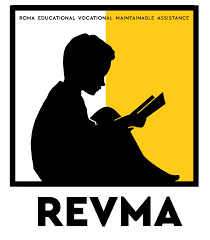 ROMA EDUCATIONAL VOCATIONAL MAINTAINABLE ASSISTANCE
REVMA